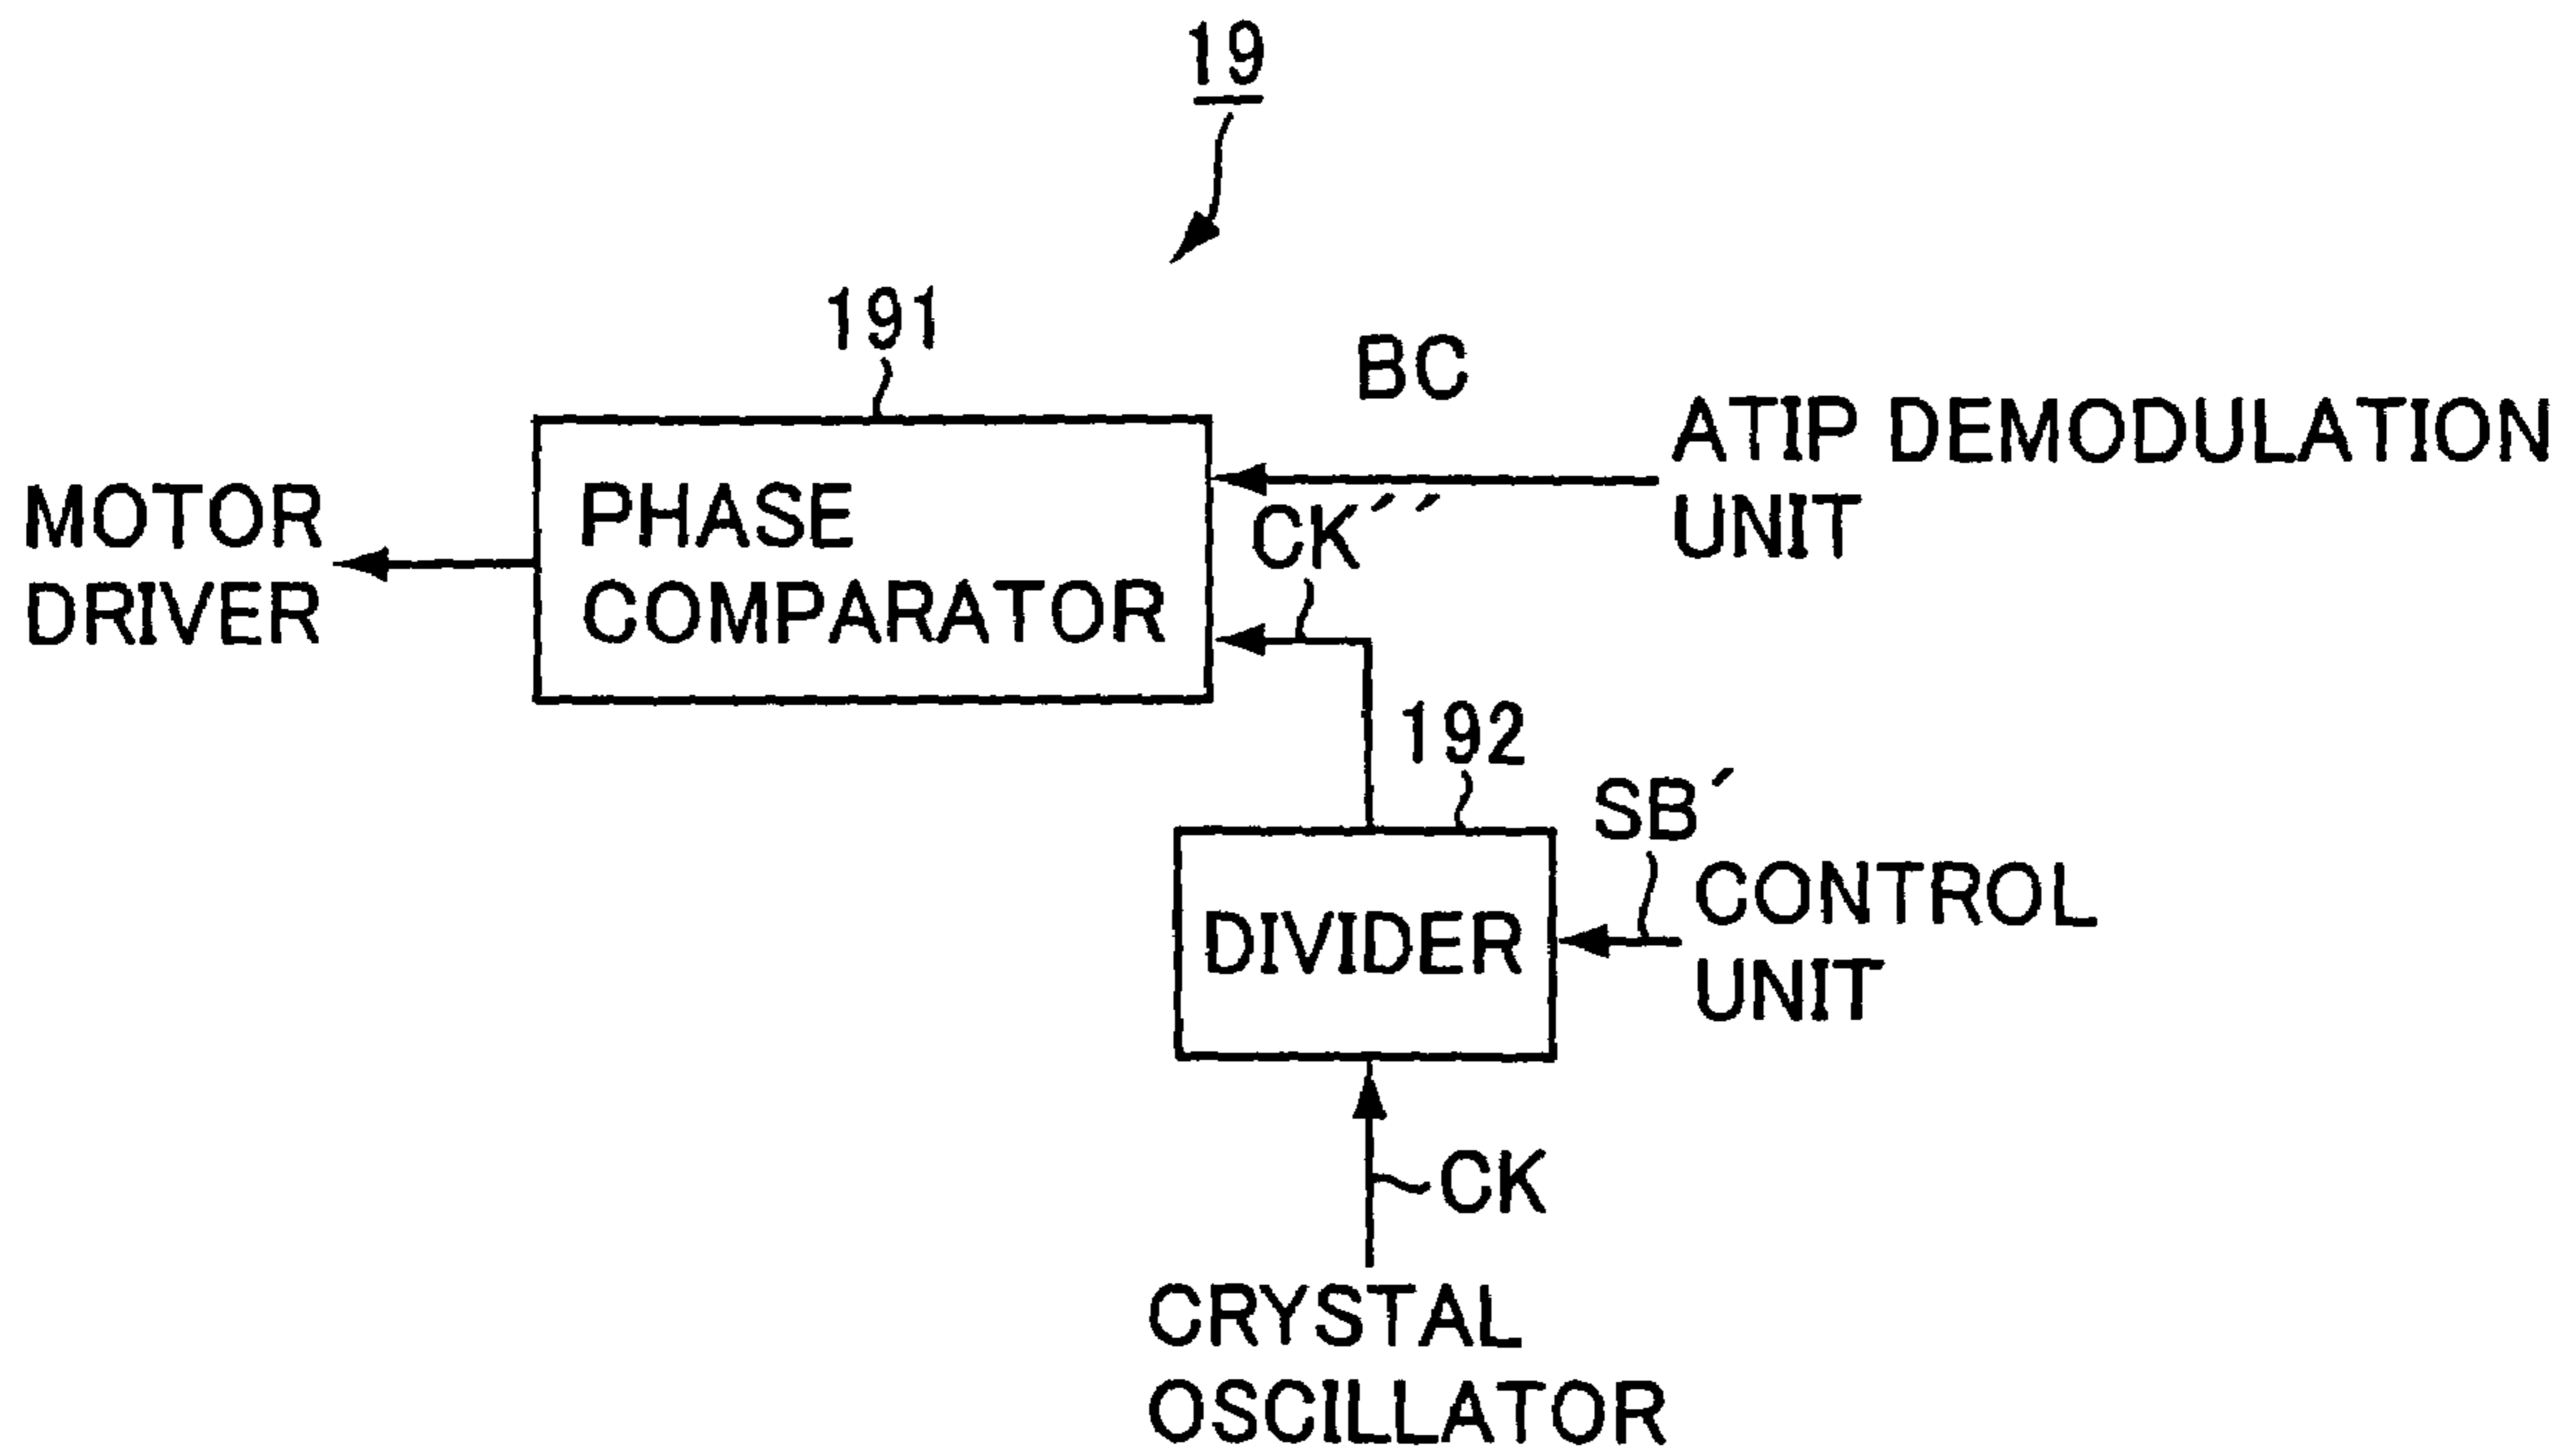 19
191
BC
ATIP DEMODULATION
UNIT
MOTOR
DRIVER
PHASE
COMPARATOR
CK´´
192
SB´
CONTROL
UNIT
DIVIDER
CK
CRYSTAL
OSCILLATOR